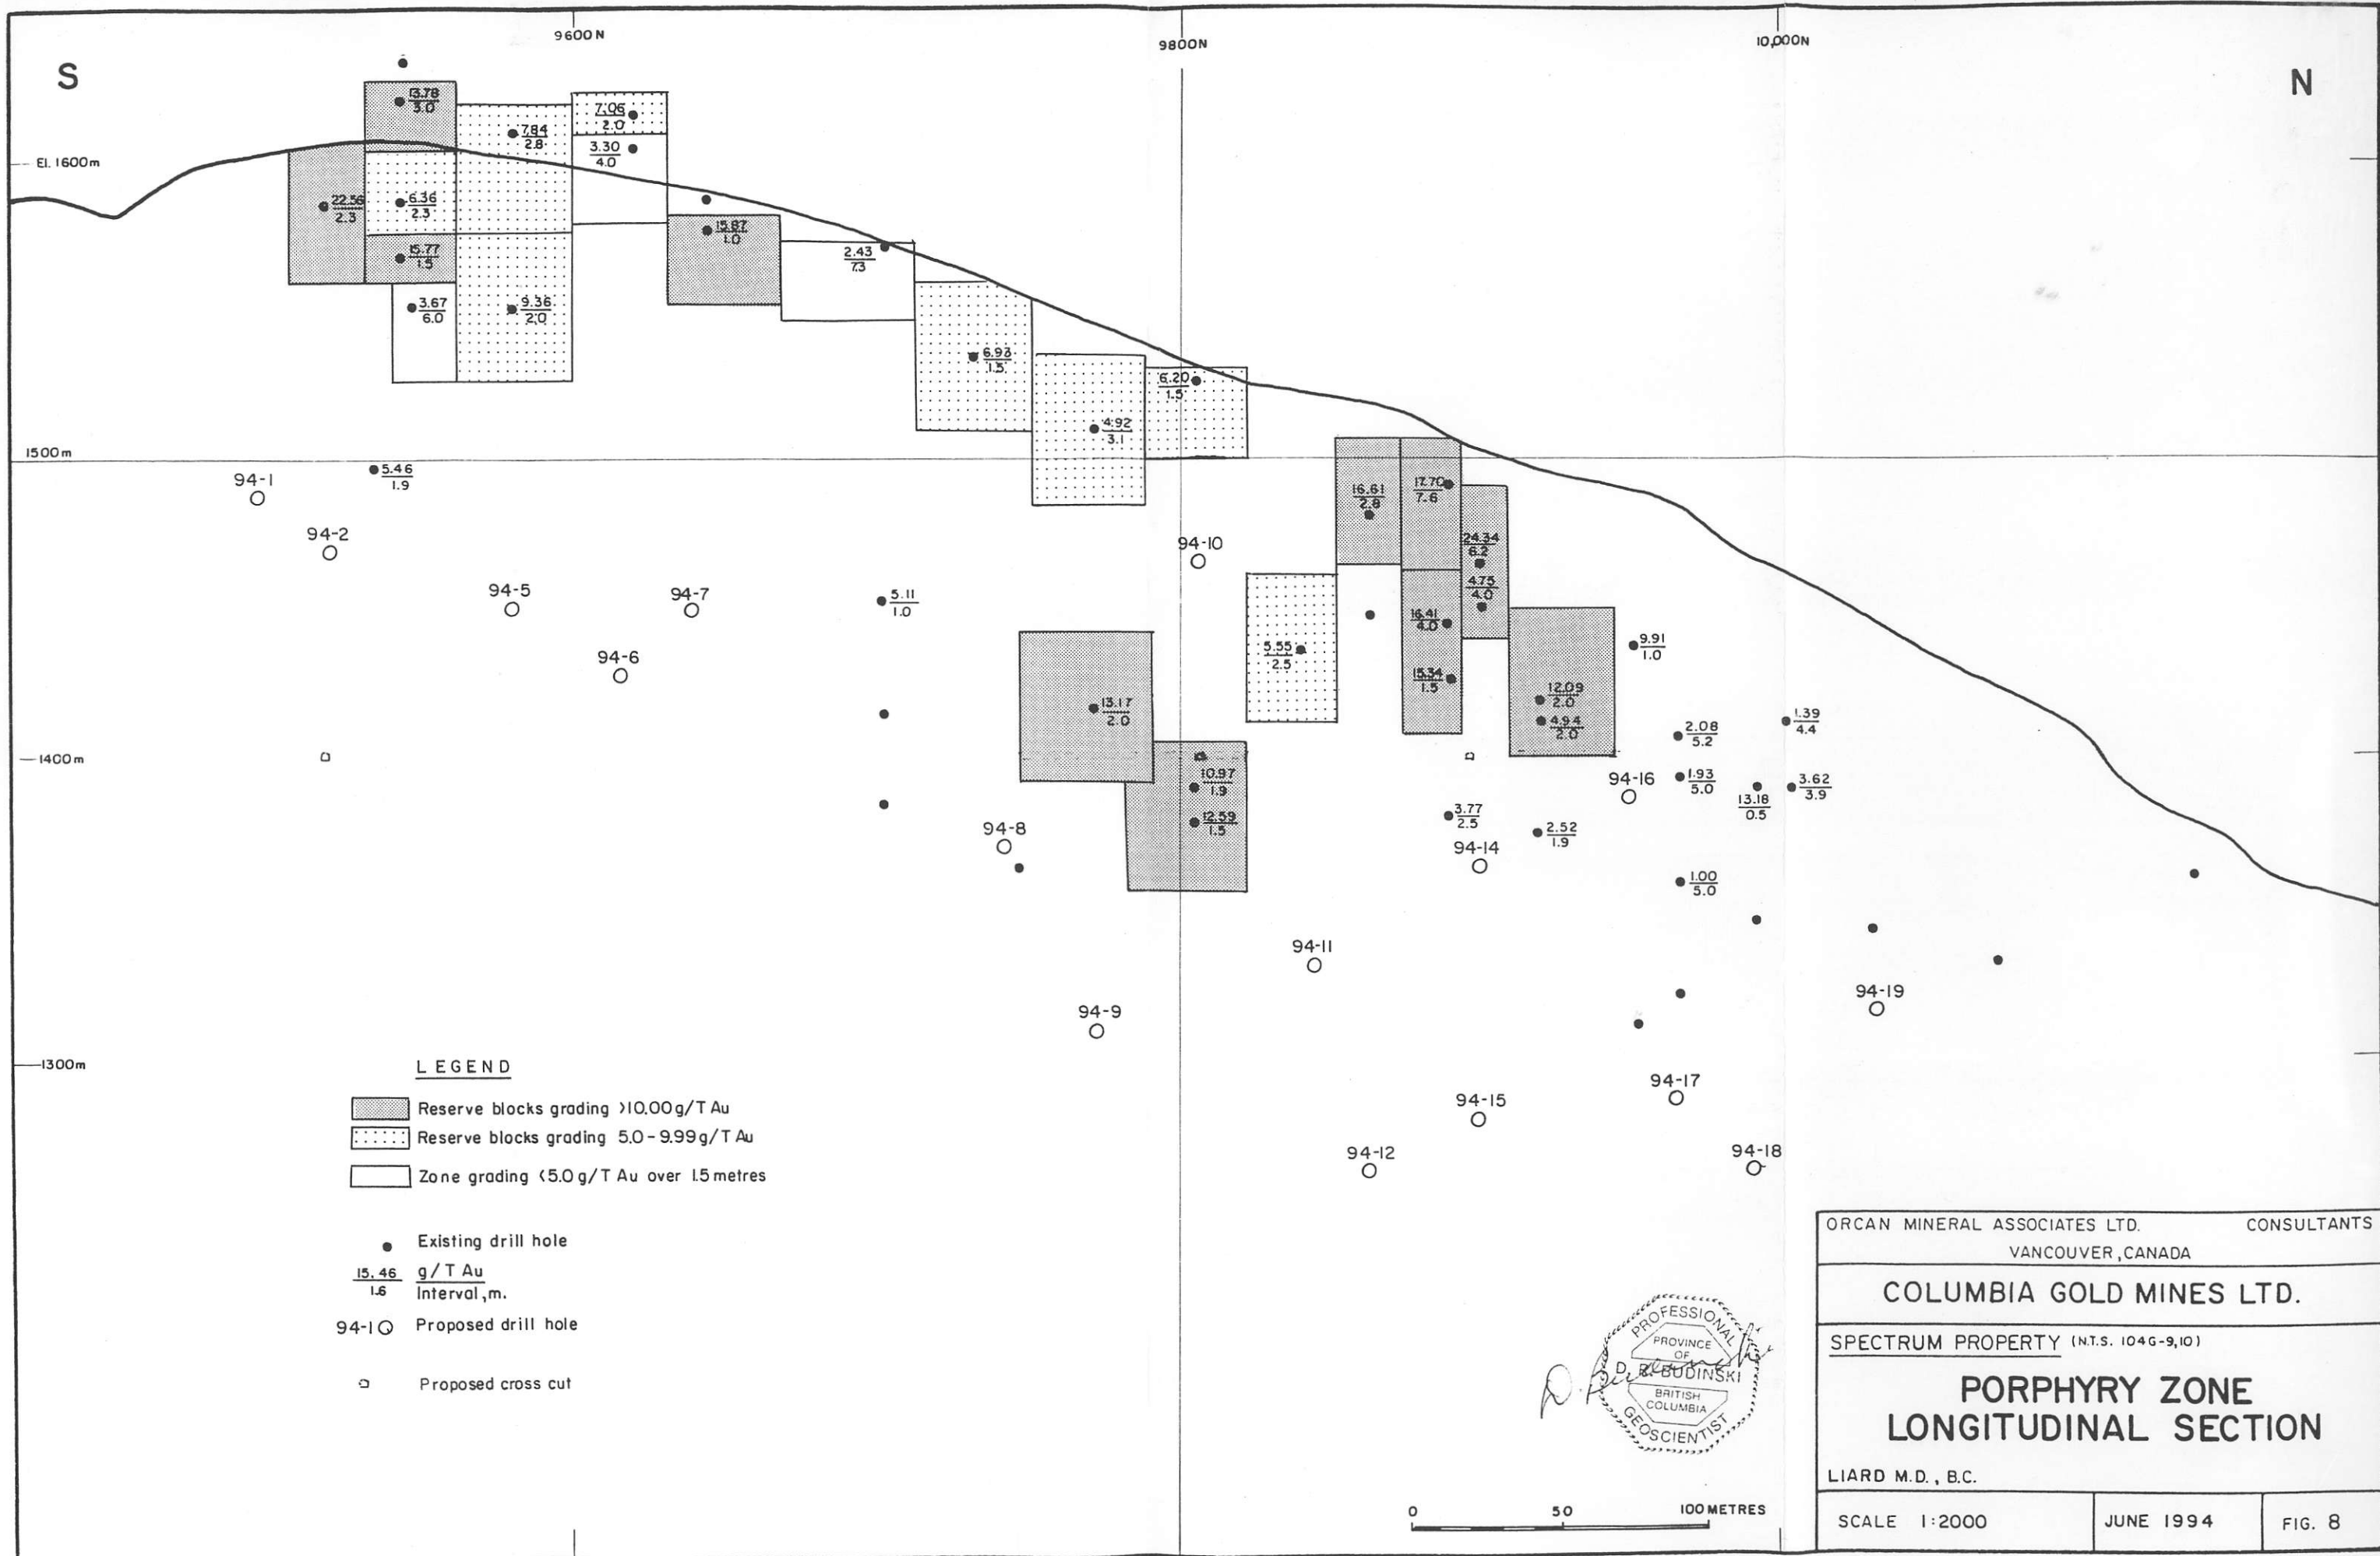 9600N
9800N
10,000N
S
N
El. 1600m
1500m
1400m
1300m
13.78
3.0
7.84
2.8
7.06
2.0
3.30
4.0
22.56
2.3
6.36
2.3
15.77
1.5
3.67
6.0
9.36
2.0
15.87
1.0
2.43
7.3
6.93
1.5
4.92
3.1
6.20
1.5
5.46
1.9
94-1
94-2
94-5
94-6
94-7
5.11
1.0
94-10
16.61
2.8
17.70
7.6
24.34
6.2
4.75
4.0
16.41
4.0
15.34
1.5
5.55
2.5
12.09
2.0
4.94
2.0
9.91
1.0
13.17
2.0
10.97
1.9
12.59
1.5
2.08
5.2
1.39
4.4
94-16
1.93
5.0
13.18
0.5
3.62
3.9
94-8
3.77
2.5
94-14
2.52
1.9
1.00
5.0
94-11
94-9
94-19
94-17
94-15
94-12
94-18
LEGEND
Reserve blocks grading >10.00g/T Au
Reserve blocks grading 5.0-9.99g/T Au
Zone grading <5.0g/T Au over 1.5 metres
Existing drill hole
15.46 g/T Au
1.6 Interval,m.
94-1 Proposed drill hole
Proposed cross cut
PROFESSIONAL
PROVINCE
OF
D. R. BUDINSKI
BRITISH
COLUMBIA
GEOSCIENTIST
0 50 100 METRES
ORCAN MINERAL ASSOCIATES LTD. CONSULTANTS
VANCOUVER, CANADA
COLUMBIA GOLD MINES LTD.
SPECTRUM PROPERTY (N.T.S. 104G-9,10)
PORPHYRY ZONE
LONGITUDINAL SECTION
LIARD M.D., B.C.
SCALE 1:2000 JUNE 1994 FIG. 8